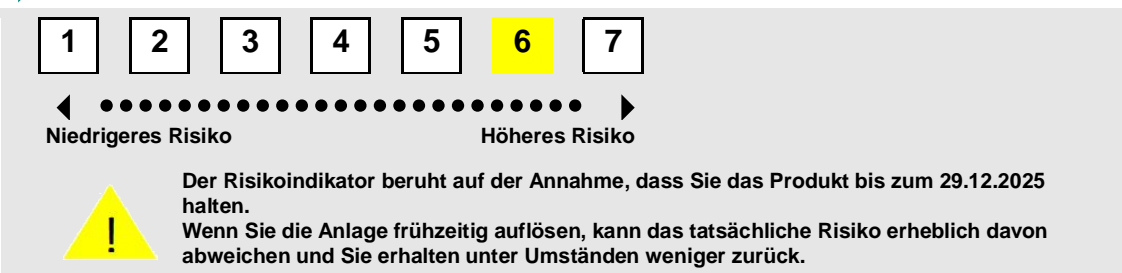 1 2 3 4 5 6 7
Niedrigeres Risiko Höheres Risiko
Der Risikoindikator beruht auf der Annahme, dass Sie das Produkt bis zum 29.12.2025
halten.
Wenn Sie die Anlage frühzeitig auflösen, kann das tatsächliche Risiko erheblich davon
abweichen und Sie erhalten unter Umständen weniger zurück.
!